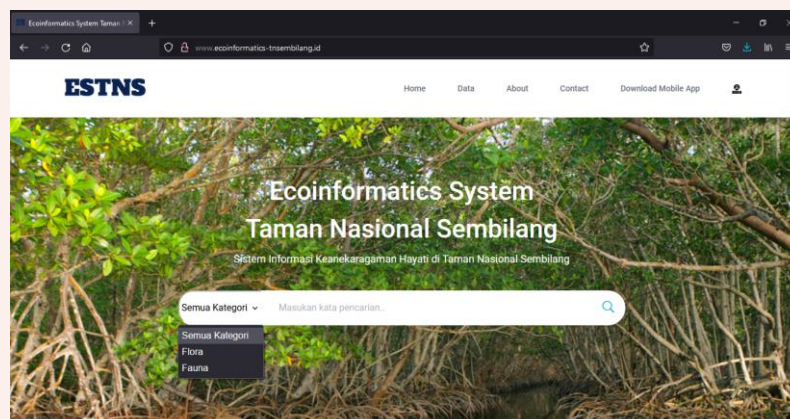 Ecoinformatics System Taman
www.ecoinformatics-tnsembilang.id
ESTNS
Home Data About Contact Download Mobile App
Ecoinformatics System
Taman Nasional Sembilang
Sistem Informasi Keanekaragaman Hayati di Taman Nasional Sembilang
Semua Kategori Masukan kata pencarian..
Semua Kategori
Flora
Fauna